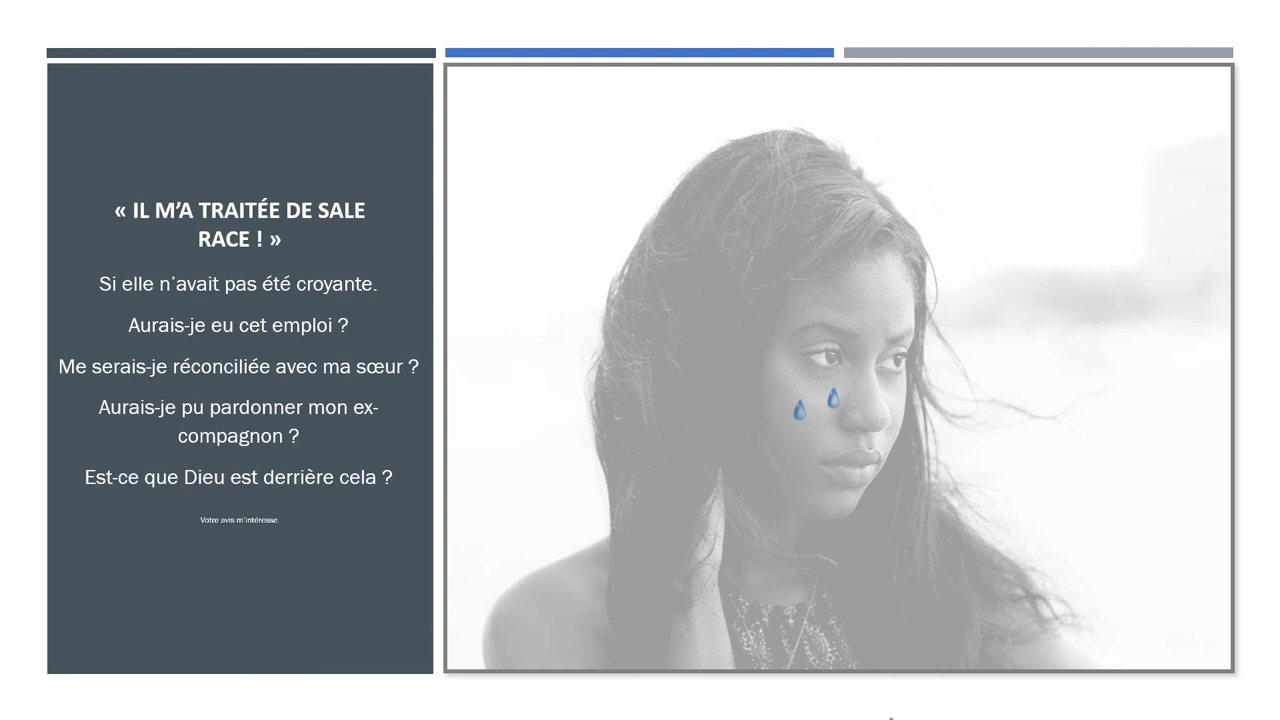 « IL M’A TRAITÉE DE SALE
RACE ! »
Si elle n’avait pas été croyante.
Aurais-je eu cet emploi ?
Me serais-je réconciliée avec ma sœur ?
Aurais-je pu pardonner mon ex-
compagnon ?
Est-ce que Dieu est derrière cela ?
Votre avis m’intéresse